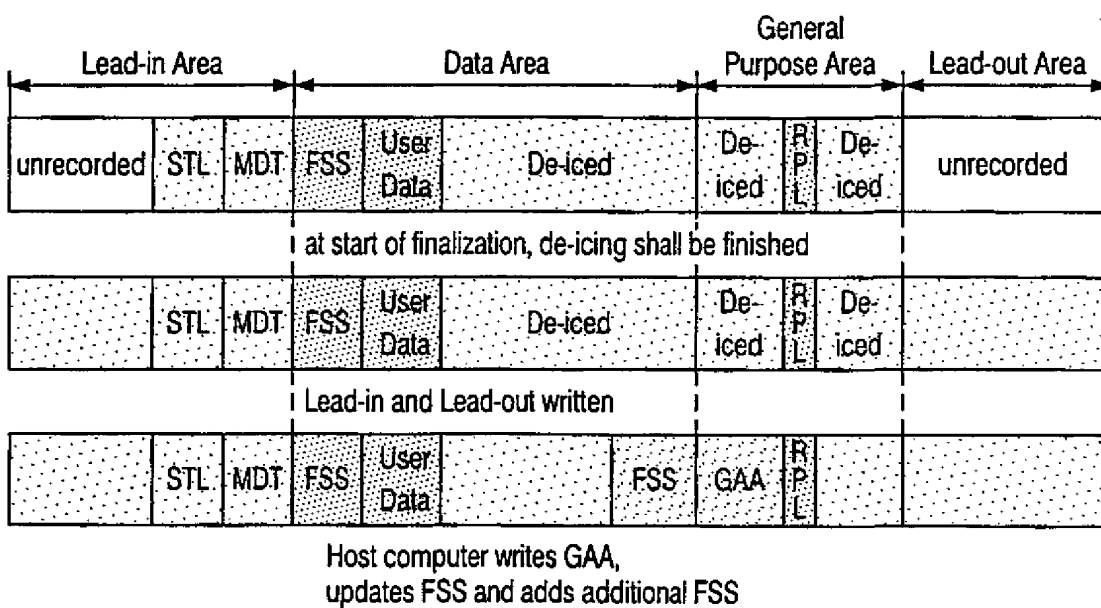 General
Lead-in Area Data Area Purpose Area Lead-out Area
unrecorded STL MDT FSS User Data De-iced De-iced RPL De-iced unrecorded
at start of finalization, de-icing shall be finished
STL MDT FSS User Data De-iced De-iced RPL De-iced
Lead-in and Lead-out written
STL MDT FSS User Data FSS GAA RPL
Host computer writes GAA,
updates FSS and adds additional FSS